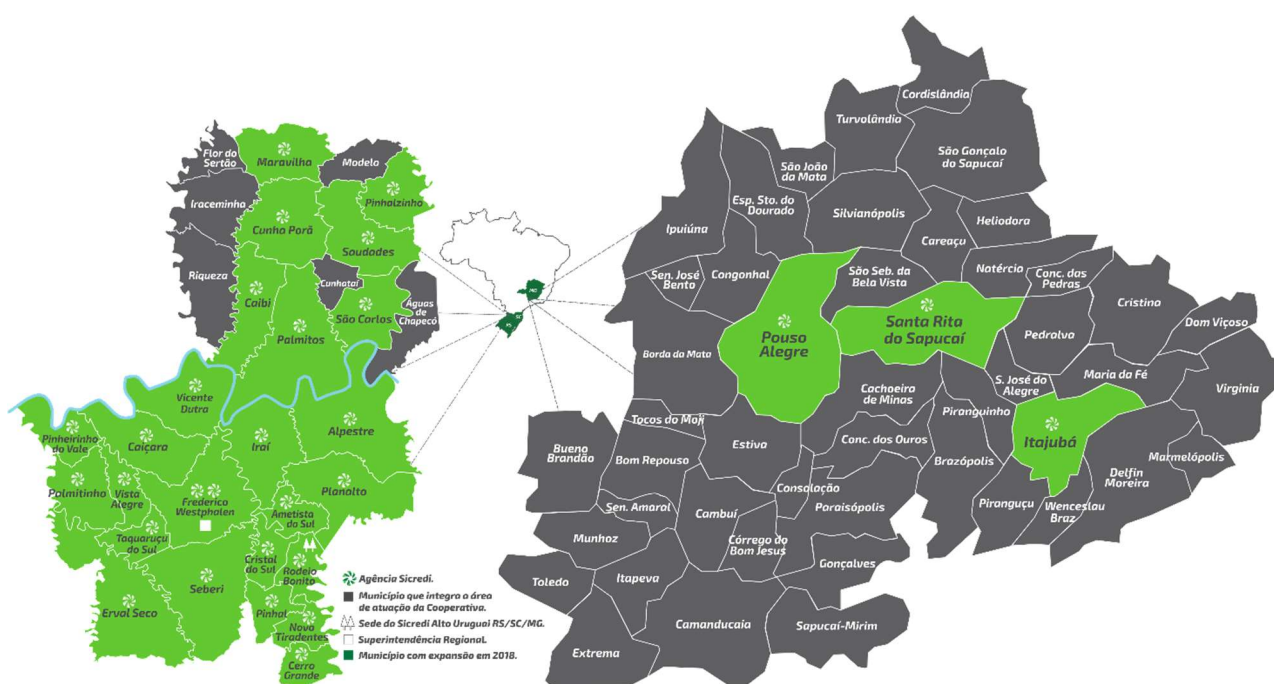 Flor do
Sertão
Maravilha
Modelo
Iraceminha
Pinhalzinho
Cunha Porã
Saudades
Riqueza
Cunhataí
Caibi
São Carlos
Águas
de
Chapecó
Palmitos
Vicente
Dutra
Pinheirinho
do Vale
Caiçara
Iraí
Alpestre
Palmitinho
Vista
Alegre
Frederico
Westphalen
Planalto
Ametista
do Sul
Taquaruçu
do Sul
Cristal
do Sul
Rodeio
Bonito
Seberi
Erval Seco
Pinhal
Novo
Tiradentes
Cerro
Grande
MG
SC
RS
Agência Sicredi.
Município que integra a área
de atuação da Cooperativa.
Sede do Sicredi Alto Uruguai RS/SC/MG.
Superintendência Regional.
Município com expansão em 2018.
Cordislândia
Turvolândia
São Gonçalo
do Sapucaí
São João
da Mata
Esp. Sto. do
Dourado
Silvianópolis
Heliodora
Ipuiúna
Careaçu
Sen. José
Bento
Congonhal
São Seb. da
Bela Vista
Natércia
Conc. das
Pedras
Cristina
Dom Viçoso
Pouso
Alegre
Santa Rita
do Sapucaí
Pedralva
Borda da Mata
Cachoeira
de Minas
S. José do
Alegre
Maria da Fé
Virginia
Tocos do Moji
Piranguinho
Itajubá
Bueno
Brandão
Estiva
Conc. dos Ouros
Bom Repouso
Brazópolis
Marmelópolis
Delfin
Moreira
Consolação
Paraisópolis
Piranguçu
Wenceslau
Braz
Sen. Amaral
Cambuí
Munhoz
Córrego do
Bom Jesus
Gonçalves
Toledo
Itapeva
Camanducaia
Sapucaí-Mirim
Extrema